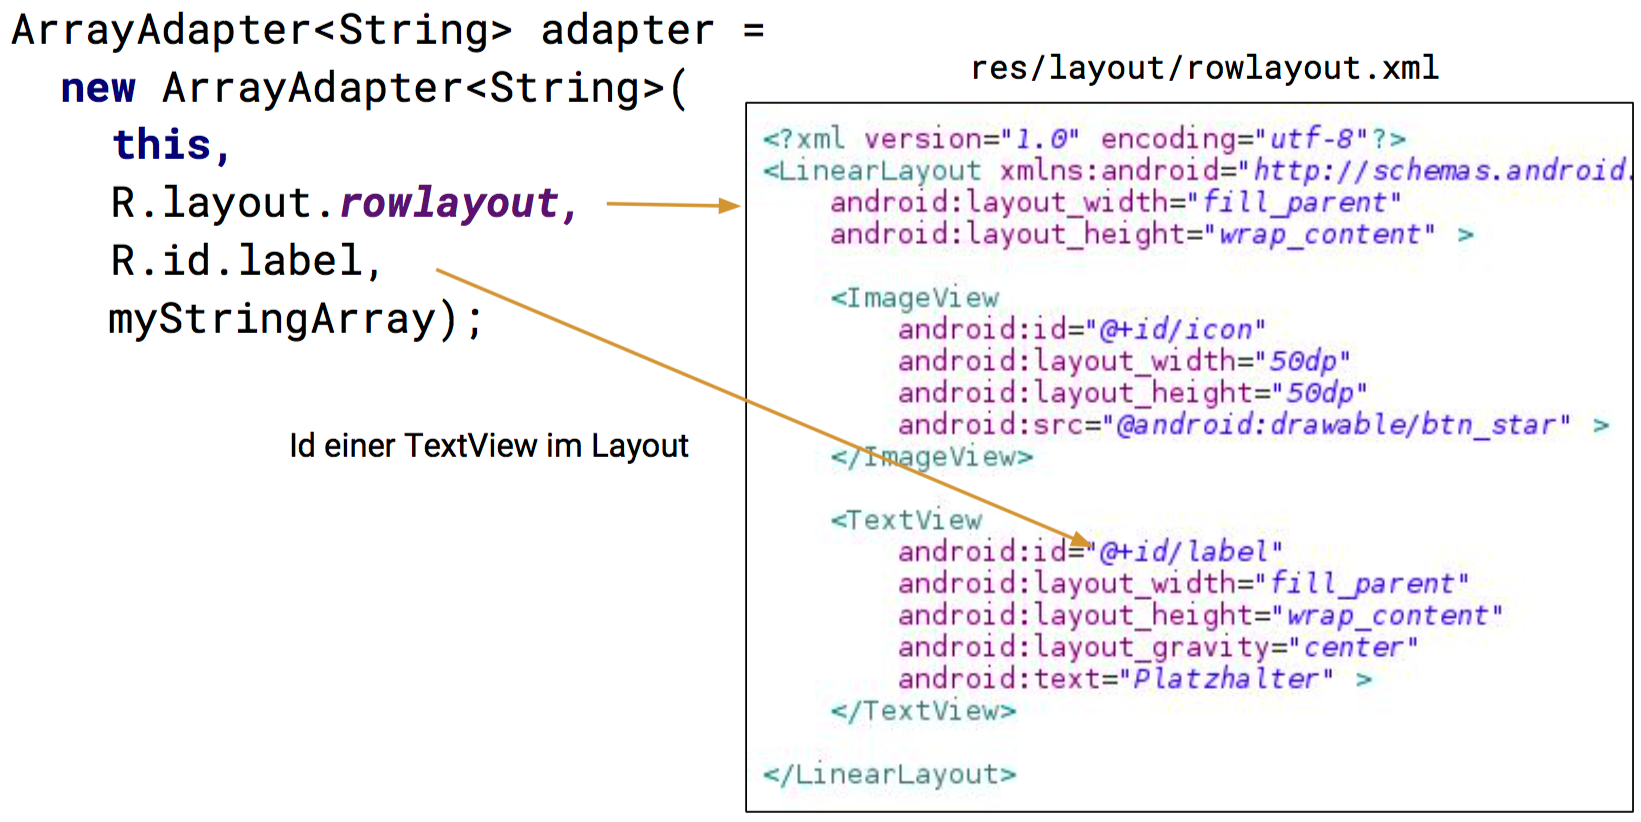 ArrayAdapter<String> adapter =
new ArrayAdapter<String>(
this,
R.layout.rowlayout,
R.id.label,
myStringArray);
Id einer TextView im Layout
res/layout/rowlayout.xml
<?xml version="1.0" encoding="utf-8"?>
<LinearLayout xmlns:android="http://schemas.android.
android:layout_width="fill_parent"
android:layout_height="wrap_content" >
<ImageView
android:id="@+id/icon"
android:layout_width="50dp"
android:layout_height="50dp"
android:src="@android:drawable/btn_star" >
</ImageView>
<TextView
android:id="@+id/label"
android:layout_width="fill_parent"
android:layout_height="wrap_content"
android:layout_gravity="center"
android:text="Platzhalter" >
</TextView>
</LinearLayout>